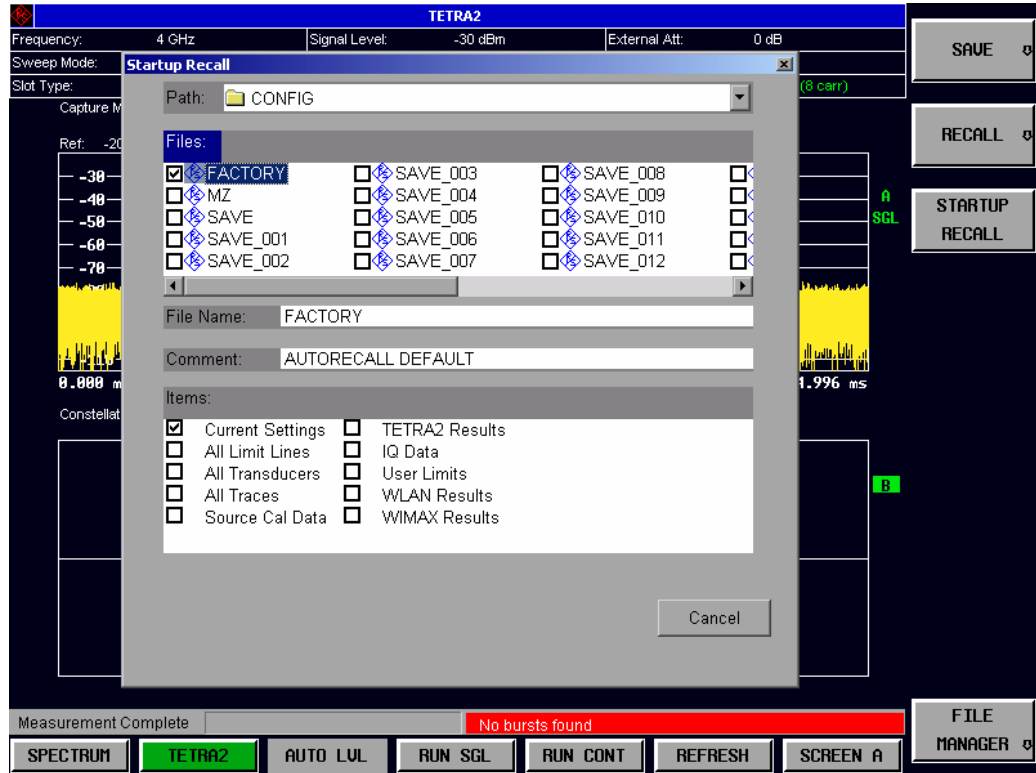 TETRA2
Frequency: 4 GHz Signal Level: -30 dBm External Att: 0 dB
Sweep Mode:
Slot Type: (8 carr)
Capture M
Ref: -20
-30
-40
-50
-60
-70
0.000 m
1.996 ms
Constellat
A
SGL
B
Startup Recall
Path: CONFIG
Files:
FACTORY SAVE_003 SAVE_008
MZ SAVE_004 SAVE_009
SAVE SAVE_005 SAVE_010
SAVE_001 SAVE_006 SAVE_011
SAVE_002 SAVE_007 SAVE_012
File Name: FACTORY
Comment: AUTORECALL DEFAULT
Items:
Current Settings TETRA2 Results
All Limit Lines IQ Data
All Transducers User Limits
All Traces WLAN Results
Source Cal Data WIMAX Results
Cancel
Measurement Complete No bursts found
SPECTRUM TETRA2 AUTO LVL RUN SGL RUN CONT REFRESH SCREEN A
SAVE
RECALL
STARTUP
RECALL
FILE
MANAGER